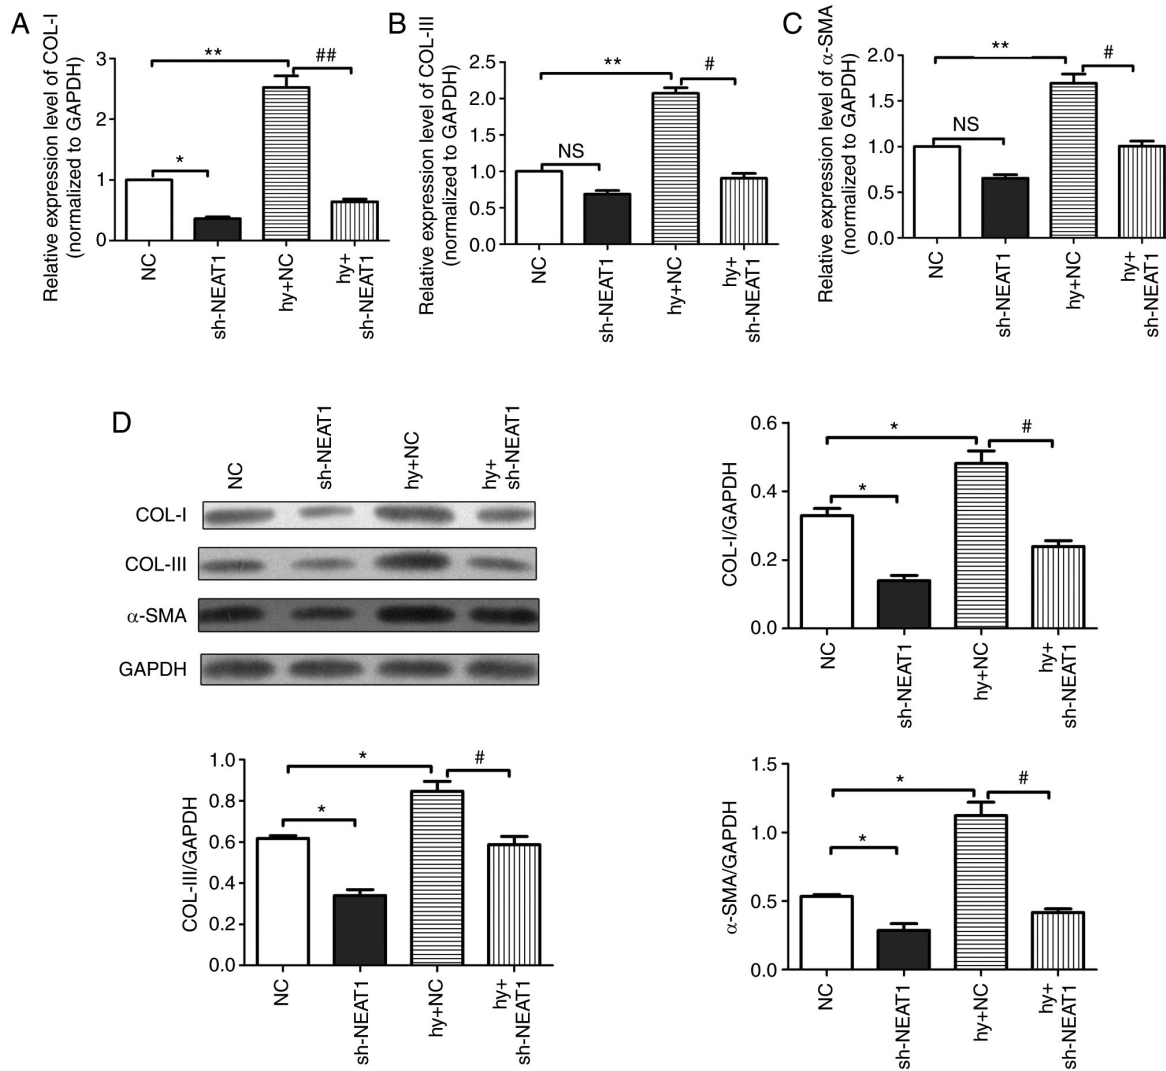 A
Relative expression level of COL-I
(normalized to GAPDH)
3
2
1
0
**
##
*
NC
sh-NEAT1
hy+NC
hy+
sh-NEAT1
B
Relative expression level of COL-III
(normalized to GAPDH)
2.5
2.0
1.5
1.0
0.5
0.0
**
#
NS
NC
sh-NEAT1
hy+NC
hy+
sh-NEAT1
C
Relative expression level of α-SMA
(normalized to GAPDH)
2.0
1.5
1.0
0.5
0.0
**
#
NS
NC
sh-NEAT1
hy+NC
hy+
sh-NEAT1
D
NC
sh-NEAT1
hy+NC
hy+
sh-NEAT1
COL-I
COL-III
α-SMA
GAPDH
COL-I/GAPDH
0.6
0.4
0.2
0.0
*
#
*
NC
sh-NEAT1
hy+NC
hy+
sh-NEAT1
COL-III/GAPDH
1.0
0.8
0.6
0.4
0.2
0.0
*
#
*
NC
sh-NEAT1
hy+NC
hy+
sh-NEAT1
α-SMA/GAPDH
1.5
1.0
0.5
0.0
*
#
*
NC
sh-NEAT1
hy+NC
hy+
sh-NEAT1